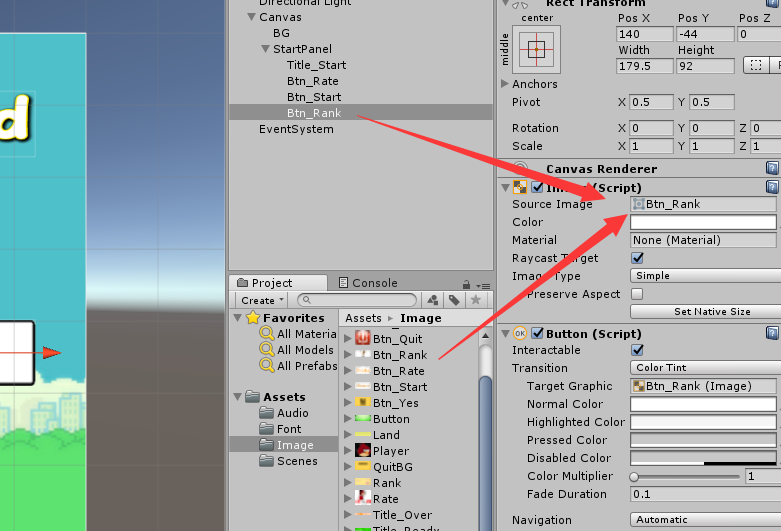 d
Directional Light
Canvas
BG
StartPanel
Title_Start
Btn_Rate
Btn_Start
Btn_Rank
EventSystem
Project
Console
Create
Favorites
All Materia
All Models
All Prefabs
Assets
Audio
Font
Image
Scenes
Assets ▸ Image
Btn_Quit
Btn_Rank
Btn_Rate
Btn_Start
Btn_Yes
Button
Land
Player
QuitBG
Rank
Rate
Title_Over
Title_Ready
Rect Transform
center
middle
Pos X Pos Y Pos Z
140 -44 0
Width Height
179.5 92
Anchors
Pivot X 0.5 Y 0.5
Rotation X 0 Y 0 Z 0
Scale X 1 Y 1 Z 1
Canvas Renderer
(Script)
Source Image Btn_Rank
Color
Material None (Material)
Raycast Target
Image Type Simple
Preserve Aspect
Set Native Size
OK Button (Script)
Interactable
Transition Color Tint
Target Graphic Btn_Rank (Image)
Normal Color
Highlighted Color
Pressed Color
Disabled Color
Color Multiplier 1
Fade Duration 0.1
Navigation Automatic